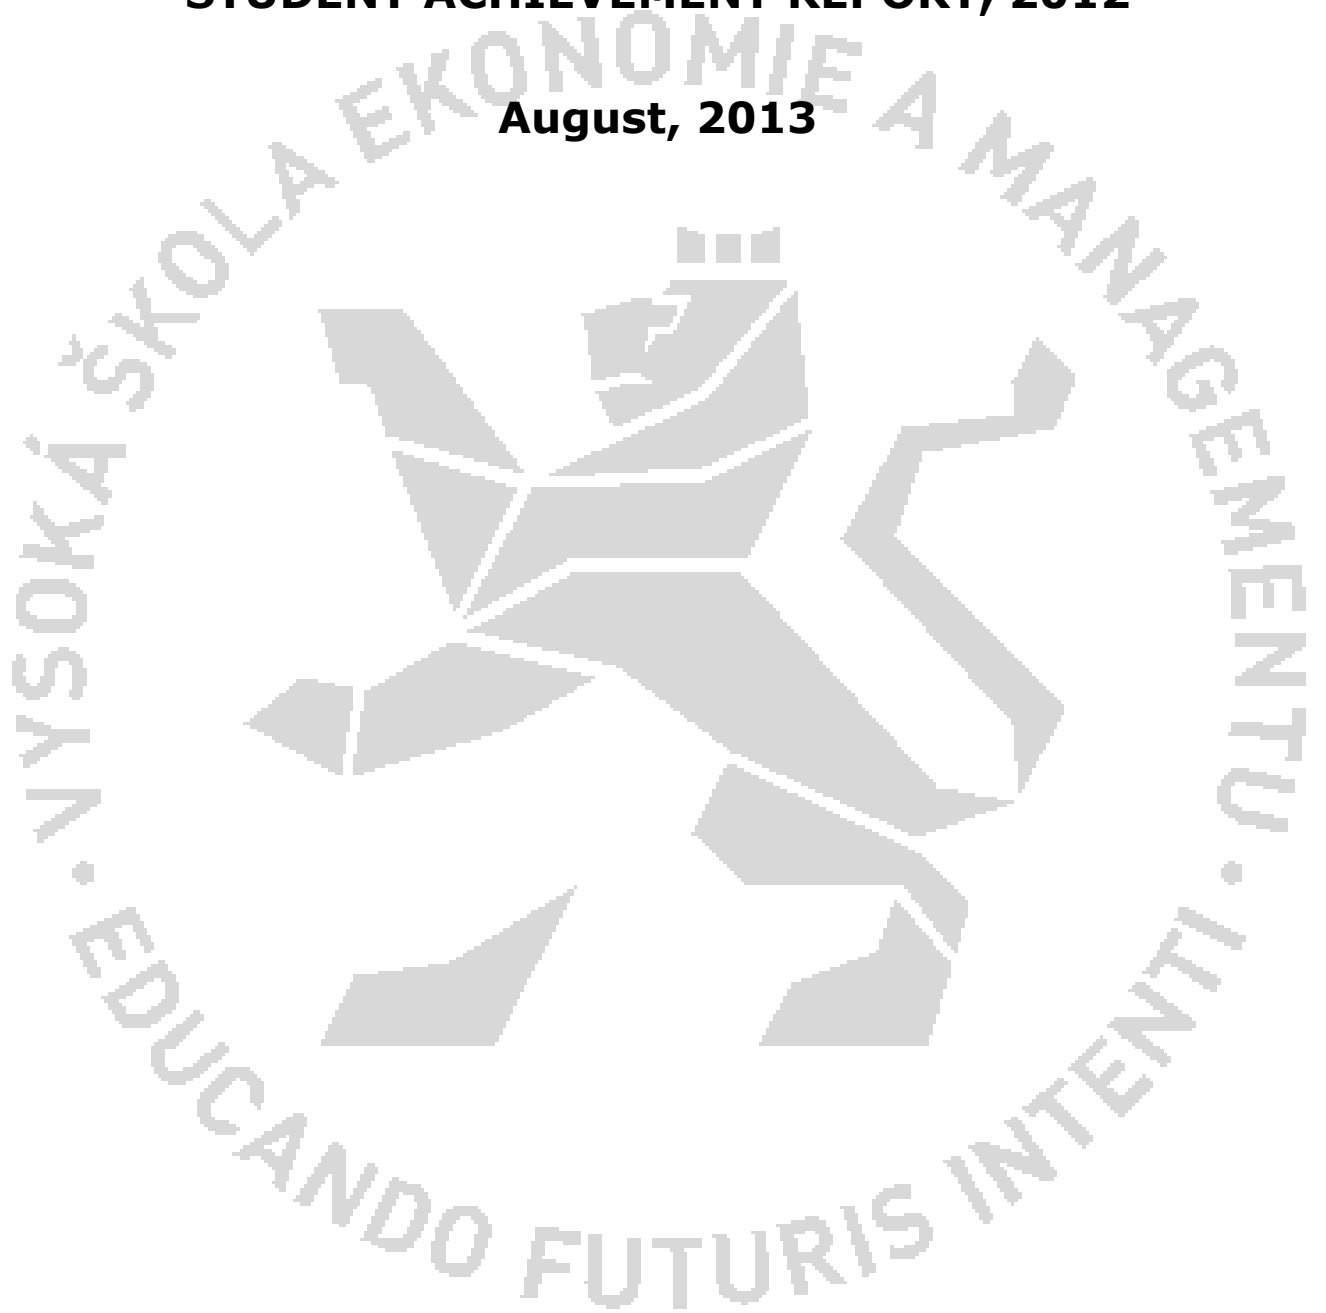 STUDENT ACHIEVEMENT REPORT, 2012
August, 2013
VYSOKÁ ŠKOLA EKONOMIE A MANAGEMENTU
• EDUCANDO FUTURIS INTENTI •